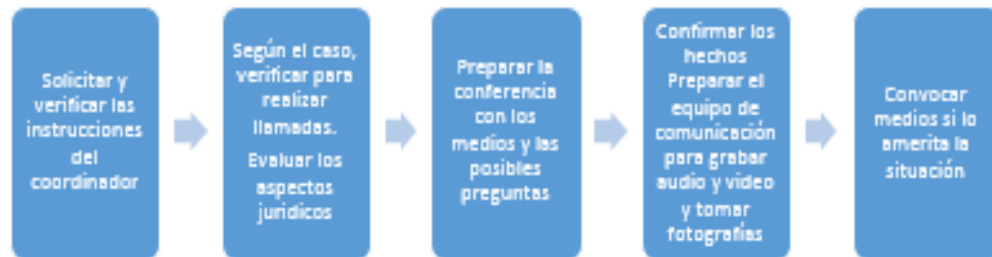 Solicitar y
verificar las
instrucciones
del
coordinador
Según el caso,
verificar para
realizar
llamadas.
Evaluar los
aspectos
jurídicos
Preparar la
conferencia
con los
medios y las
posibles
preguntas
Confirmar los
hechos
Preparar el
equipo de
comunicación
para grabar
audio y video
y tomar
fotografías
Convocar
medios si lo
amerita la
situación